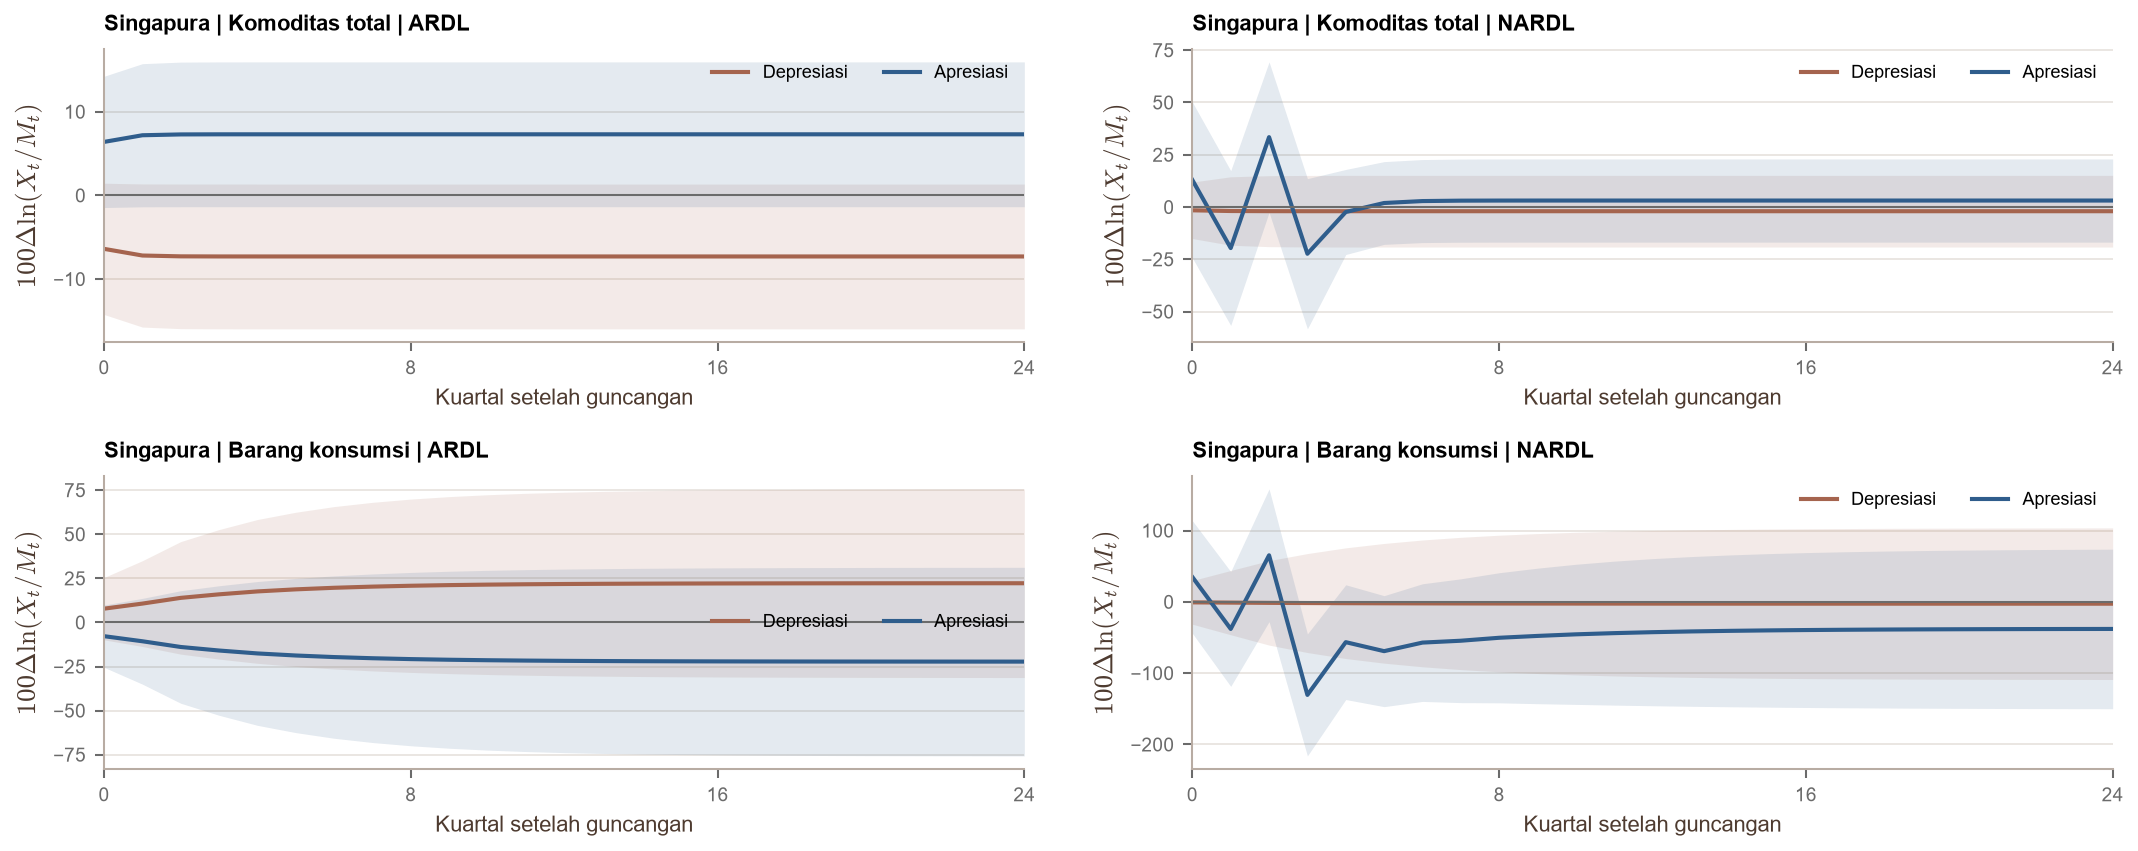 Singapura | Komoditas total | ARDL
Depresiasi Apresiasi
100Δln(X_t/M_t)
10
0
−10
0 8 16 24
Kuartal setelah guncangan
Singapura | Komoditas total | NARDL
Depresiasi Apresiasi
100Δln(X_t/M_t)
75
50
25
0
−25
−50
0 8 16 24
Kuartal setelah guncangan
Singapura | Barang konsumsi | ARDL
100Δln(X_t/M_t)
75
50
25
0
Depresiasi Apresiasi
−25
−50
−75
0 8 16 24
Kuartal setelah guncangan
Singapura | Barang konsumsi | NARDL
Depresiasi Apresiasi
100Δln(X_t/M_t)
100
0
−100
−200
0 8 16 24
Kuartal setelah guncangan